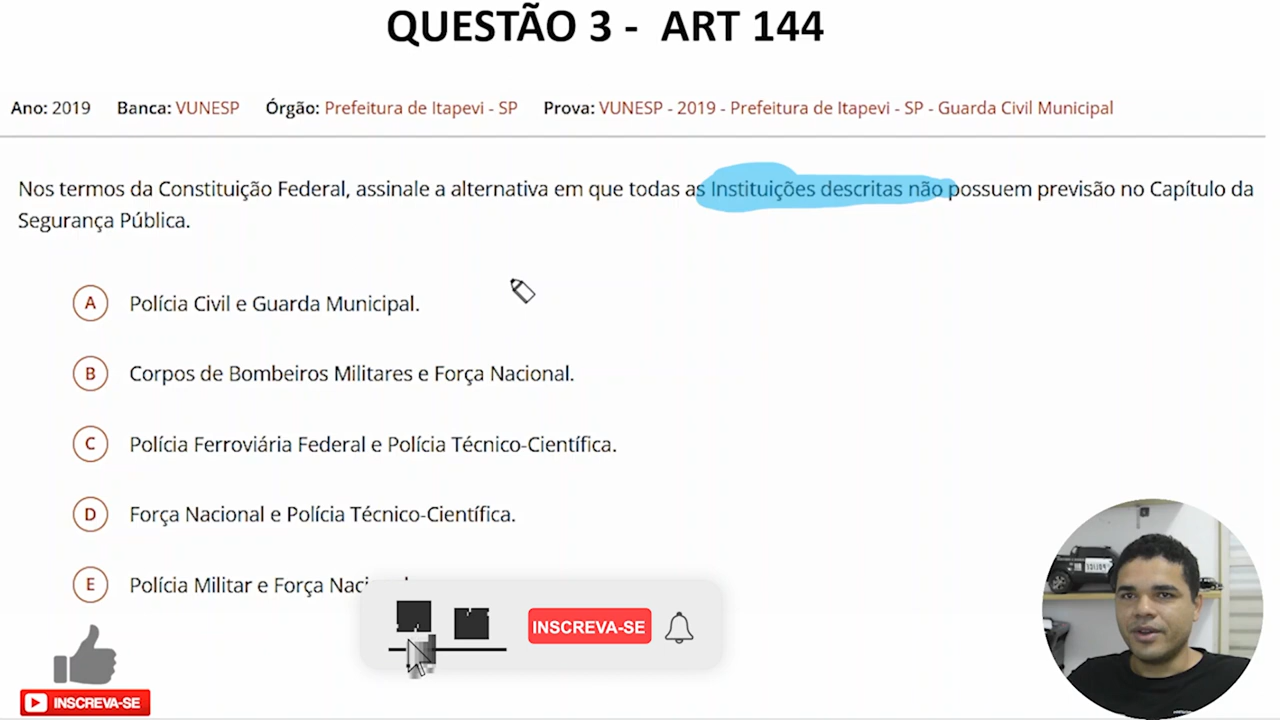 QUESTÃO 3 - ART 144
Ano: 2019 Banca: VUNESP Órgão: Prefeitura de Itapevi - SP Prova: VUNESP - 2019 - Prefeitura de Itapevi - SP - Guarda Civil Municipal
Nos termos da Constituição Federal, assinale a alternativa em que todas as Instituições descritas não possuem previsão no Capítulo da
Segurança Pública.
A Polícia Civil e Guarda Municipal.
B Corpos de Bombeiros Militares e Força Nacional.
C Polícia Ferroviária Federal e Polícia Técnico-Científica.
D Força Nacional e Polícia Técnico-Científica.
E Polícia Militar e Força
INSCREVA-SE
INSCREVA-SE